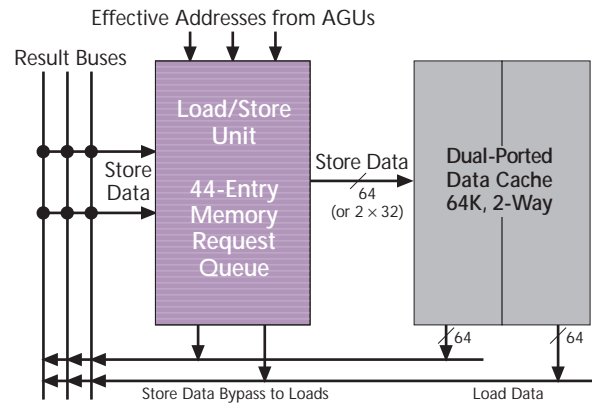 Effective Addresses from AGUs
Result Buses
Load/Store
Unit
44-Entry
Memory
Request
Queue
Store
Data
Store Data
64
(or 2 × 32)
Dual-Ported
Data Cache
64K, 2-Way
64
64
Store Data Bypass to Loads
Load Data